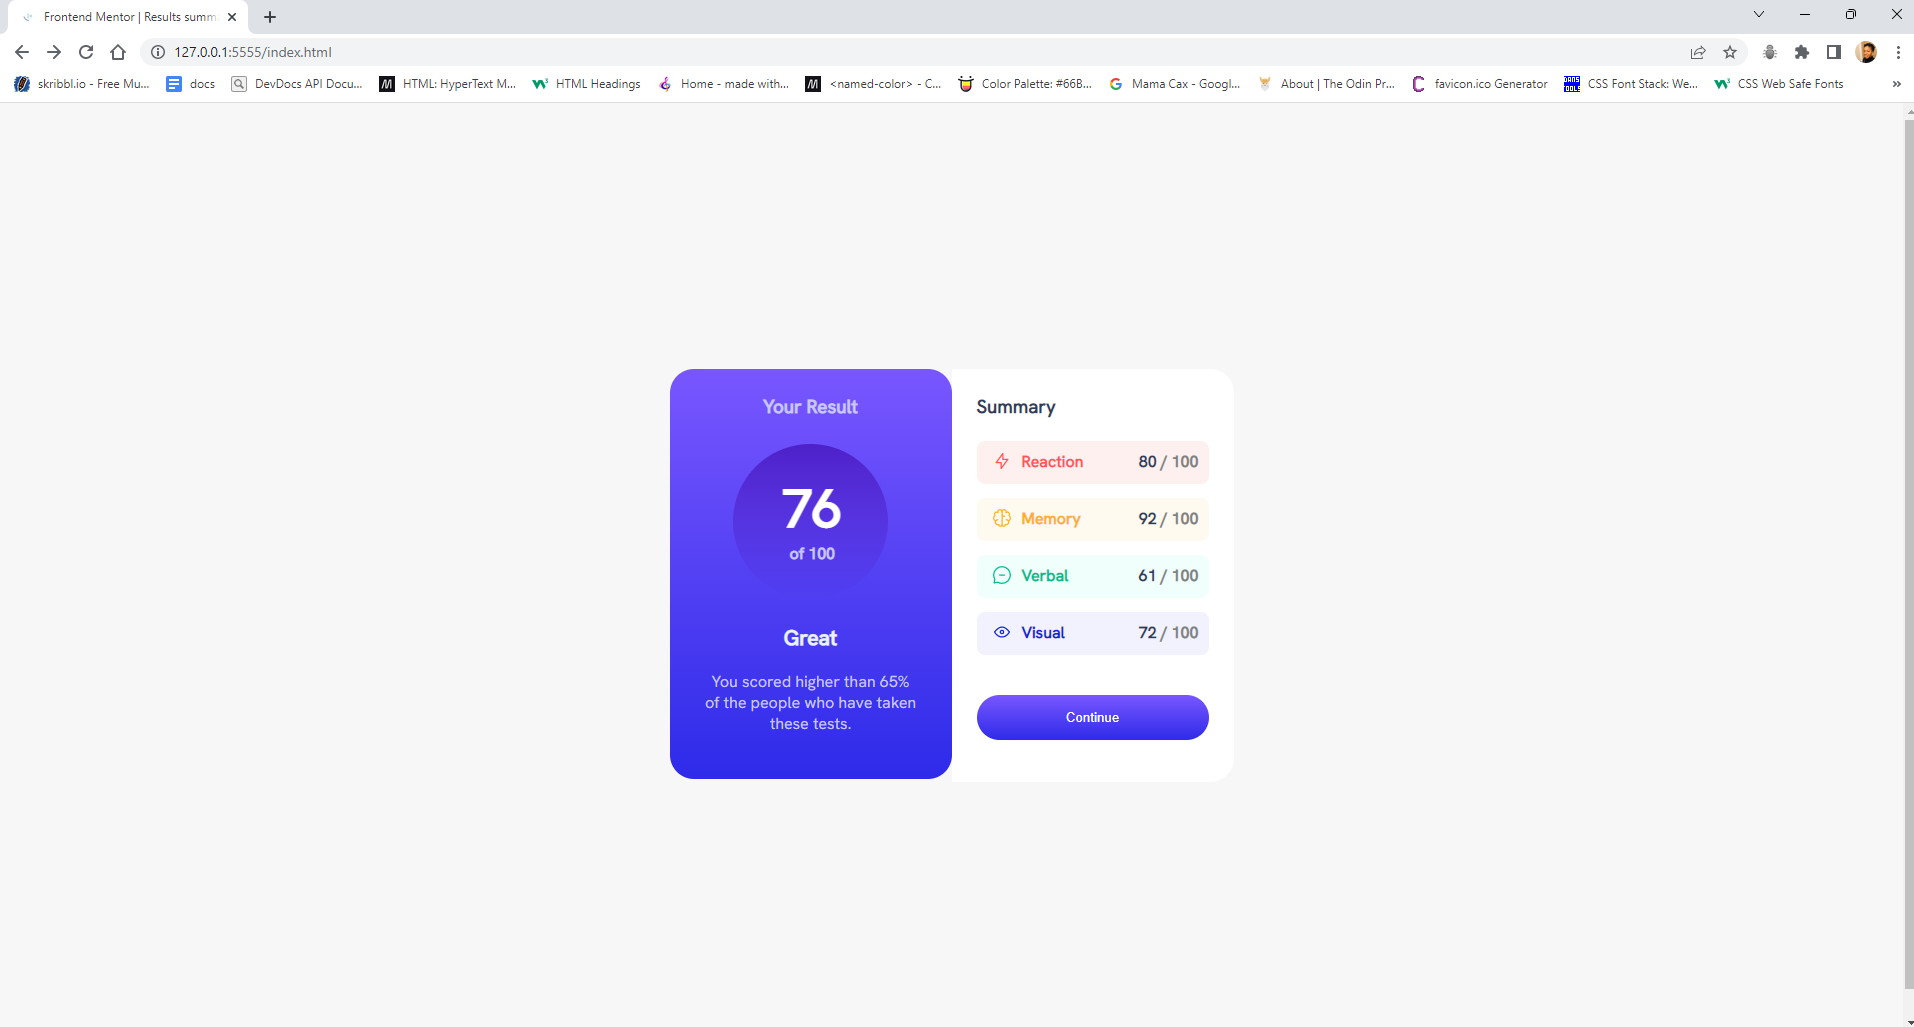 Frontend Mentor | Results summ
127.0.0.1:5555/index.html
skribbl.io - Free Mu... docs DevDocs API Docu... HTML: HyperText M... HTML Headings Home - made with... <named-color> - C... Color Palette: #66B... Mama Cax - Googl... About | The Odin Pr... favicon.ico Generator CSS Font Stack: We... CSS Web Safe Fonts »
Your Result
76
of 100
Great
You scored higher than 65%
of the people who have taken
these tests.
Summary
Reaction 80 / 100
Memory 92 / 100
Verbal 61 / 100
Visual 72 / 100
Continue